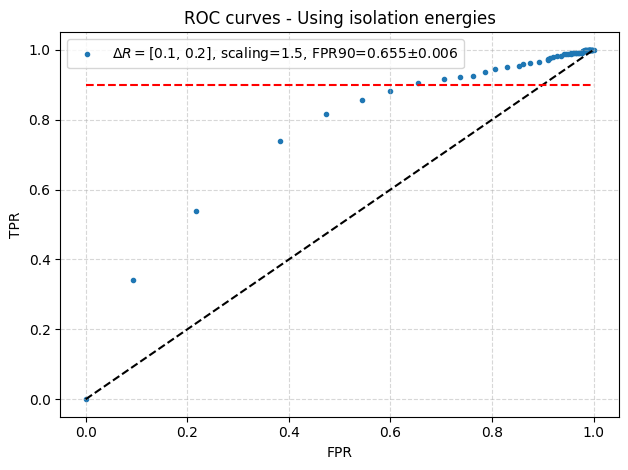 ROC curves - Using isolation energies
ΔR = [0.1, 0.2], scaling=1.5, FPR90=0.655±0.006
TPR
1.0
0.8
0.6
0.4
0.2
0.0
0.0 0.2 0.4 0.6 0.8 1.0
FPR